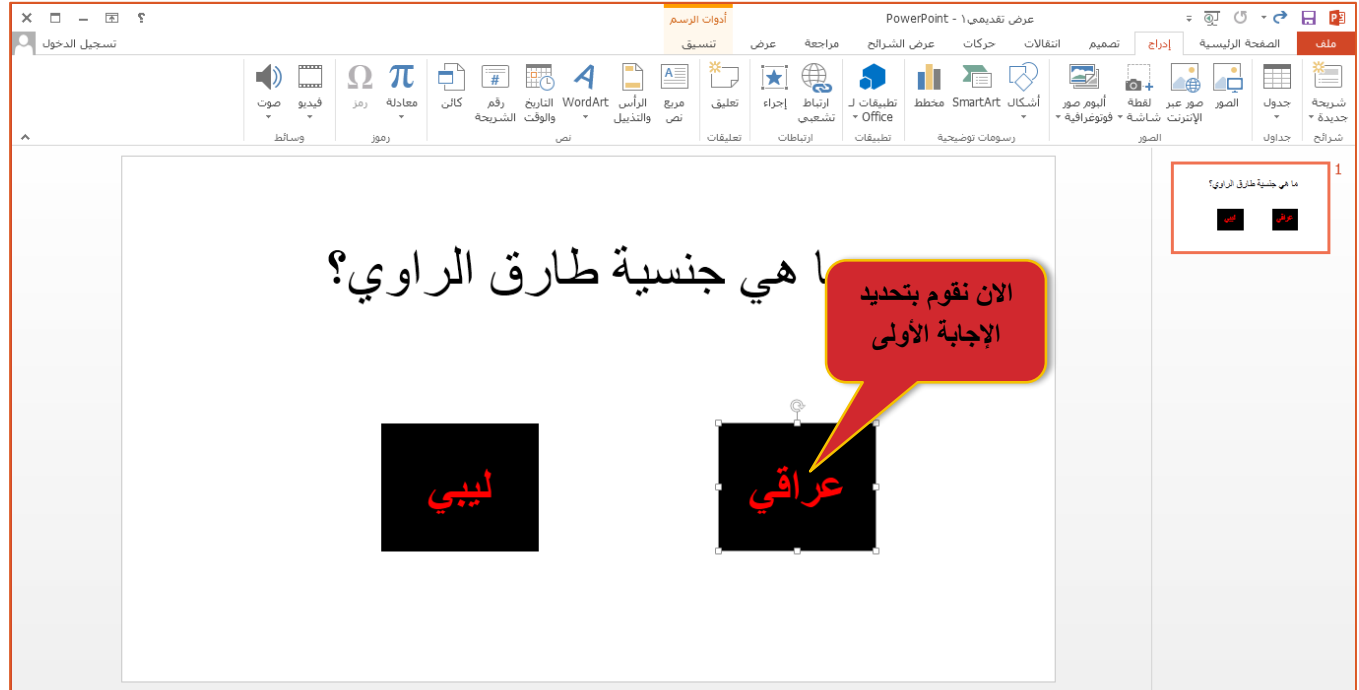 عرض تقديمي١ - PowerPoint
أدوات الرسم
؟
ملف
الصفحة الرئيسية
إدراج
تصميم
انتقالات
حركات
عرض الشرائح
مراجعة
عرض
تنسيق
تسجيل الدخول
شريحة جديدة
جدول
الصور
صور عبر الإنترنت
لقطة شاشة
ألبوم صور فوتوغرافية
أشكال
SmartArt
مخطط
تطبيقات لـ Office
ارتباط تشعبي
إجراء
تعليق
مربع نص
الرأس والتذييل
WordArt
التاريخ والوقت
رقم الشريحة
كائن
معادلة
رمز
فيديو
صوت
شرائح
جداول
الصور
رسومات توضيحية
تطبيقات
ارتباطات
تعليقات
نص
رموز
وسائط
1
ما هي جنسية طارق الراوي؟
عراقي
ليبي
ا هي جنسية طارق الراوي؟
الان نقوم بتحديد
الإجابة الأولى
عراقي
ليبي